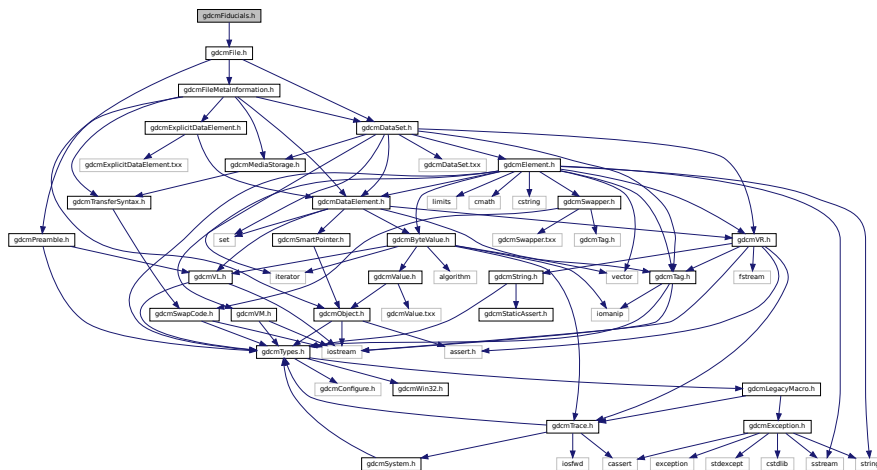 gdcmFiducials.h
gdcmFile.h
gdcmFileMetaInformation.h
gdcmExplicitDataElement.h
gdcmDataSet.h
gdcmExplicitDataElement.txx
gdcmMediaStorage.h
gdcmDataSet.txx
gdcmElement.h
gdcmTransferSyntax.h
gdcmDataElement.h
limits
cmath
cstring
gdcmSwapper.h
gdcmPreamble.h
set
gdcmSmartPointer.h
gdcmByteValue.h
gdcmSwapper.txx
gdcmTag.h
gdcmVR.h
gdcmVL.h
iterator
gdcmValue.h
algorithm
gdcmString.h
vector
gdcmTag.h
fstream
gdcmSwapCode.h
gdcmVM.h
gdcmObject.h
gdcmValue.txx
gdcmStaticAssert.h
iomanip
gdcmTypes.h
iostream
assert.h
gdcmConfigure.h
gdcmWin32.h
gdcmLegacyMacro.h
gdcmTrace.h
gdcmException.h
gdcmSystem.h
iosfwd
cassert
exception
stdexcept
cstdlib
sstream
string